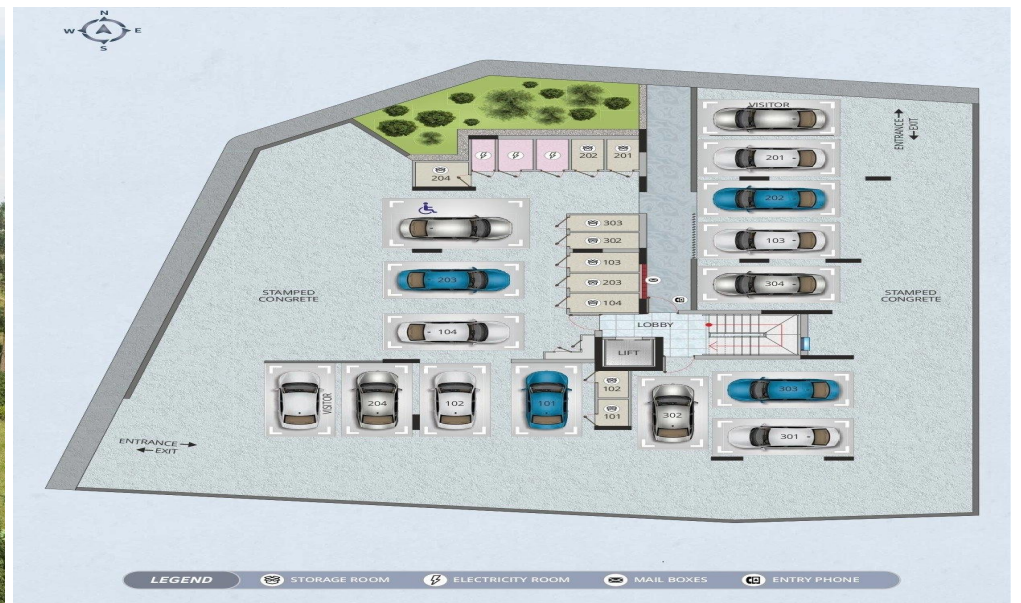 N
W E
S
VISITOR
ENTRANCE
EXIT
202
201
201
204
202
303
302
103
103
203
203
304
104
STAMPED
CONCRETE
STAMPED
CONCRETE
104
LOBBY
LIFT
102
303
VISITOR
204
102
101
101
302
301
ENTRANCE
EXIT
LEGEND
STORAGE ROOM
ELECTRICITY ROOM
MAIL BOXES
ENTRY PHONE